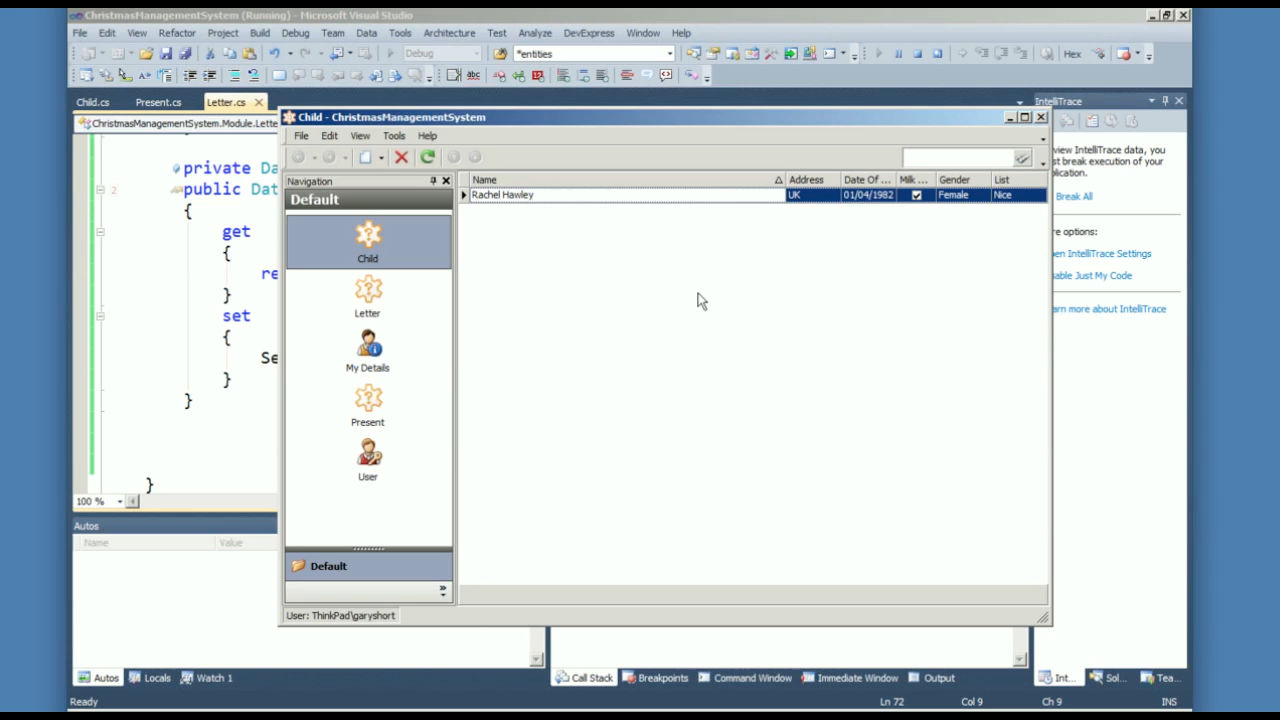 ChristmasManagementSystem (Running) - Microsoft Visual Studio
File Edit View Refactor Project Build Debug Team Data Tools Architecture Test Analyze DevExpress Window Help
Debug *entities Hex
Child.cs Present.cs Letter.cs
IntelliTrace
ChristmasManagementSystem.Module.Lette
Child - ChristmasManagementSystem
File Edit View Tools Help
view IntelliTrace data, you
st break execution of your
plication.
Break All
re options:
en IntelliTrace Settings
able Just My Code
arn more about IntelliTrace
Navigation
Default
Child
Letter
My Details
Present
User
Default
Name Address Date Of ... Milk ... Gender List
Rachel Hawley UK 01/04/1982 Female Nice
User: ThinkPad\garyshort
private Da
2 public Dat
{
get
{
re
}
set
{
Se
}
}
}
100 %
Autos
Name Value
Autos Locals Watch 1
Call Stack Breakpoints Command Window Immediate Window Output
Int... Sol... Tea...
Ready Ln 72 Col 9 Ch 9 INS